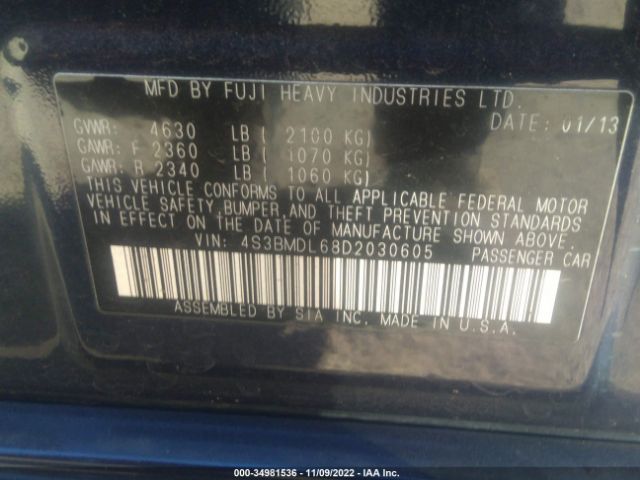 MFD BY FUJI HEAVY INDUSTRIES LTD.
DATE: 01/13
GVWR: 4630 LB ( 2100 KG)
GAWR: F 2360 LB ( 1070 KG)
GAWR: R 2340 LB ( 1060 KG)
THIS VEHICLE CONFORMS TO ALL APPLICABLE FEDERAL MOTOR
VEHICLE SAFETY, BUMPER, AND THEFT PREVENTION STANDARDS
IN EFFECT ON THE DATE OF MANUFACTURE SHOWN ABOVE.
VIN: 4S3BMDL68D2030605 PASSENGER CAR
ASSEMBLED BY SIA INC. MADE IN U.S.A.
000-34981536 - 11/09/2022 - IAA Inc.